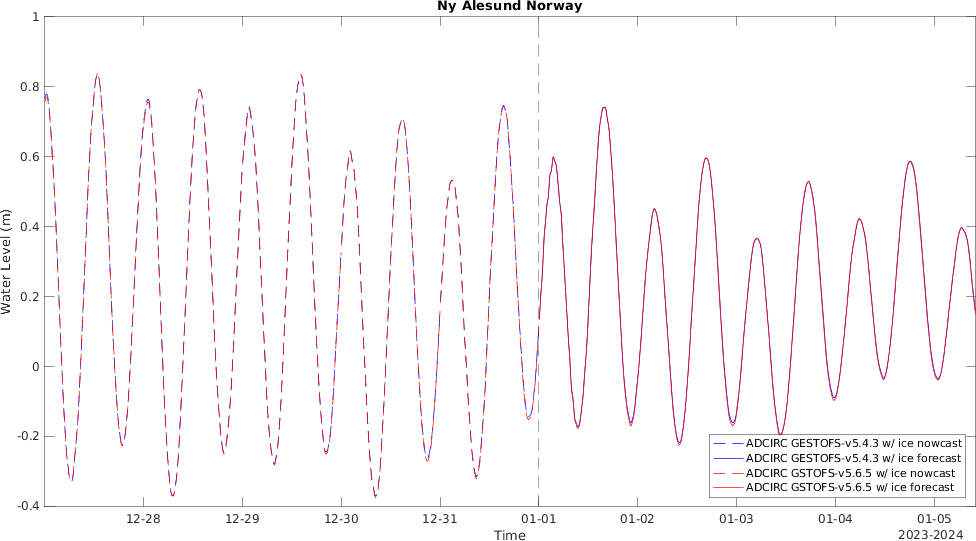 Ny Alesund Norway
Water Level (m)
1
0.8
0.6
0.4
0.2
0
-0.2
-0.4
ADCIRC GESTOFS-v5.4.3 w/ ice nowcast
ADCIRC GESTOFS-v5.4.3 w/ ice forecast
ADCIRC GSTOFS-v5.6.5 w/ ice nowcast
ADCIRC GSTOFS-v5.6.5 w/ ice forecast
12-28 12-29 12-30 12-31 01-01 01-02 01-03 01-04 01-05
Time
2023-2024